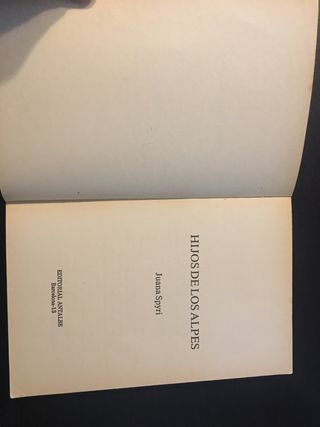 HIJOS DE LOS ALPES
Juana Spyri
EDITORIAL ANTALBE
Barcelona-13